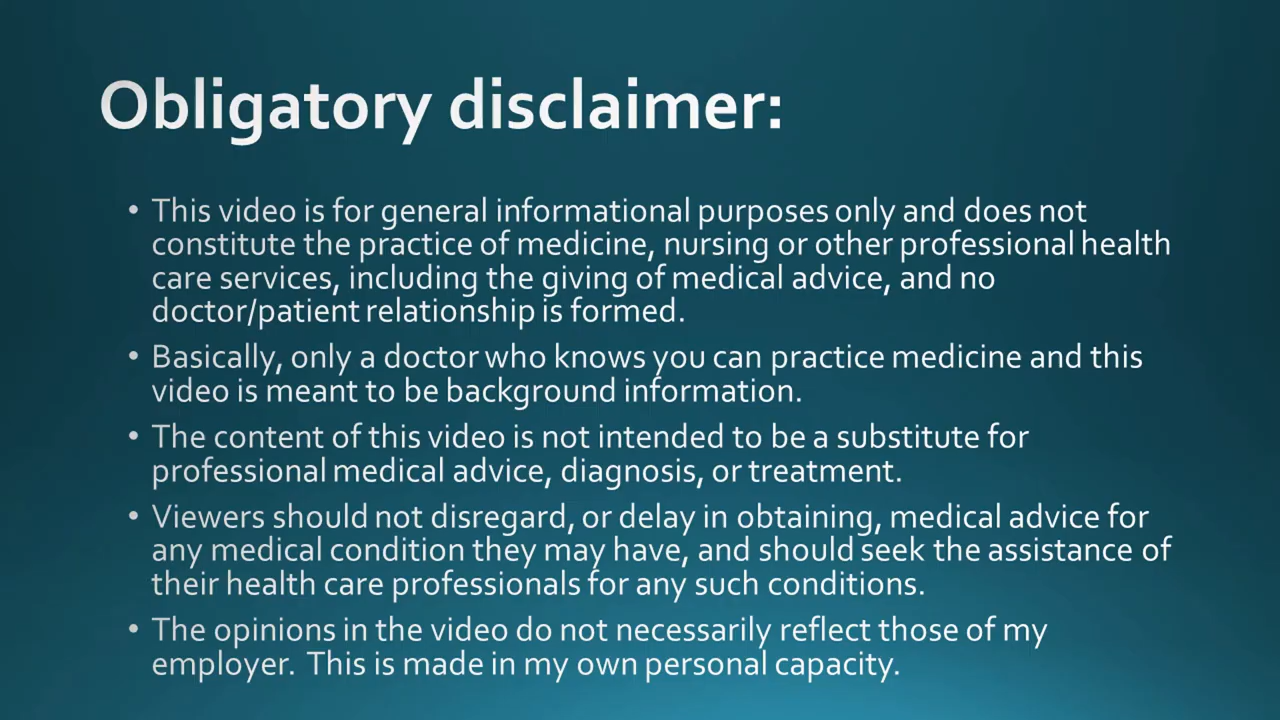 Obligatory disclaimer:
• This video is for general informational purposes only and does not
constitute the practice of medicine, nursing or other professional health
care services, including the giving of medical advice, and no
doctor/patient relationship is formed.
• Basically, only a doctor who knows you can practice medicine and this
video is meant to be background information.
• The content of this video is not intended to be a substitute for
professional medical advice, diagnosis, or treatment.
• Viewers should not disregard, or delay in obtaining, medical advice for
any medical condition they may have, and should seek the assistance of
their health care professionals for any such conditions.
• The opinions in the video do not necessarily reflect those of my
employer.  This is made in my own personal capacity.